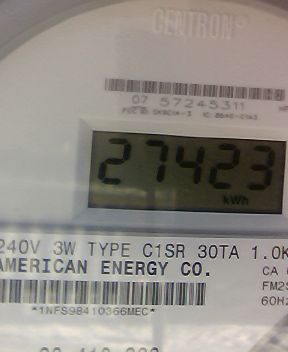 CENTRON®
07 57245311
27423
kWh
240V 3W TYPE C1SR 30TA 1.0K
AMERICAN ENERGY CO.
CA
FM2S
60Hz
*1NFS9B410366MEC*